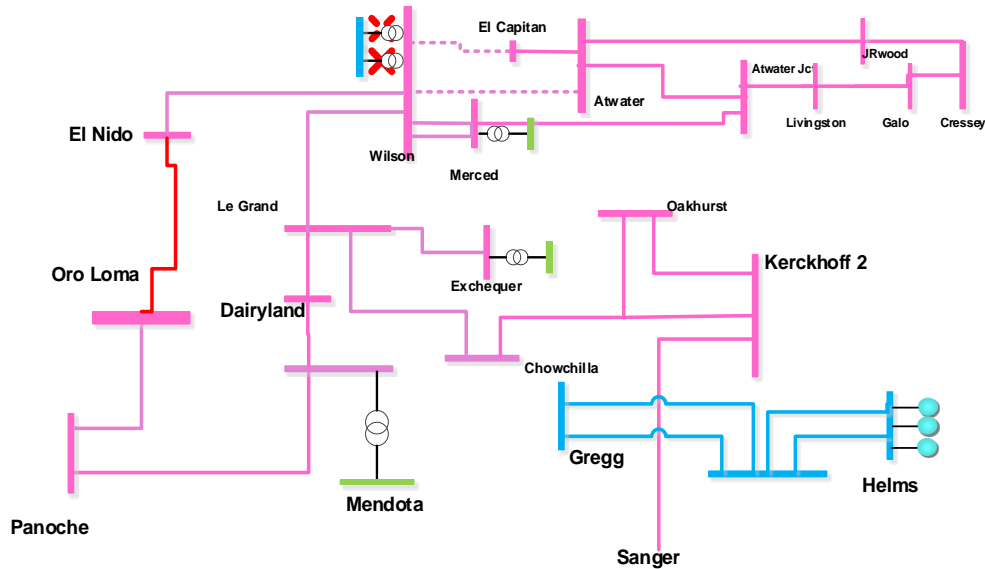 El Capitan
JRwood
Atwater Jct
Atwater
Livingston
Galo
Cressey
El Nido
Wilson
Merced
Le Grand
Oakhurst
Oro Loma
Exchequer
Kerckhoff 2
Dairyland
Chowchilla
Gregg
Helms
Mendota
Panoche
Sanger